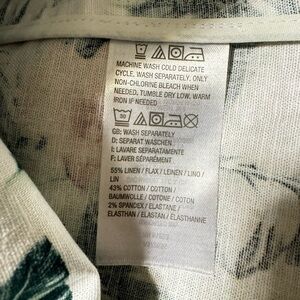 MACHINE WASH COLD DELICATE
CYCLE, WASH SEPARATELY, ONLY
NON-CHLORINE BLEACH WHEN
NEEDED, TUMBLE DRY LOW, WARM
IRON IF NEEDED
30
GB: WASH SEPARATELY
D: SEPARAT WASCHEN
I: LAVARE SEPARATAMENTE
F: LAVER SÉPARÉMENT
55% LINEN / FLAX / LEINEN / LINO /
LIN
43% COTTON / COTTON /
BAUMWOLLE / COTONE / COTON
2% SPANDEX / ELASTANE /
ELASTHAN / ELASTAN / ÉLASTHANNE